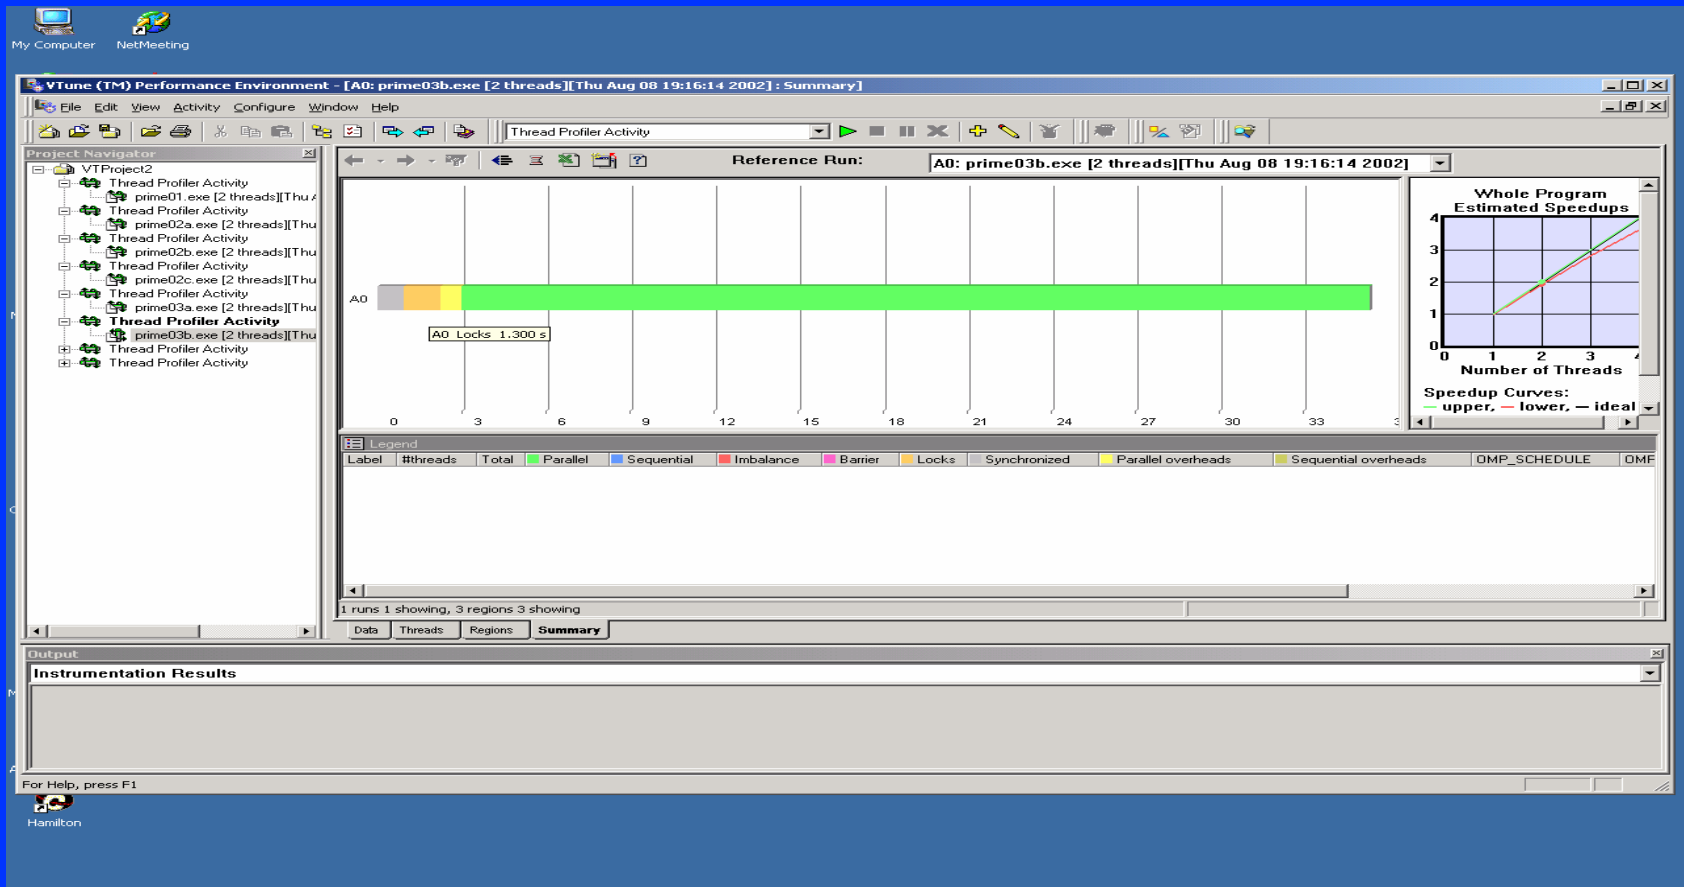 My Computer
NetMeeting
VTune (TM) Performance Environment - [A0: prime03b.exe [2 threads][Thu Aug 08 19:16:14 2002] : Summary]
File Edit View Activity Configure Window Help
Thread Profiler Activity
Project Navigator
VTProject2
Thread Profiler Activity
prime01.exe [2 threads][Thu A
Thread Profiler Activity
prime02a.exe [2 threads][Thu
Thread Profiler Activity
prime02b.exe [2 threads][Thu
Thread Profiler Activity
prime02c.exe [2 threads][Thu
Thread Profiler Activity
prime03a.exe [2 threads][Thu
Thread Profiler Activity
prime03b.exe [2 threads][Thu
Thread Profiler Activity
Thread Profiler Activity
Reference Run:
A0: prime03b.exe [2 threads][Thu Aug 08 19:16:14 2002]
A0
A0 Locks 1.300 s
0 3 6 9 12 15 18 21 24 27 30 33
Whole Program
Estimated Speedups
4
3
2
1
0
0 1 2 3 4
Number of Threads
Speedup Curves:
upper, lower, ideal
Legend
Label #threads Total Parallel Sequential Imbalance Barrier Locks Synchronized Parallel overheads Sequential overheads OMP_SCHEDULE OMP
1 runs 1 showing, 3 regions 3 showing
Data Threads Regions Summary
Output
Instrumentation Results
For Help, press F1
Hamilton